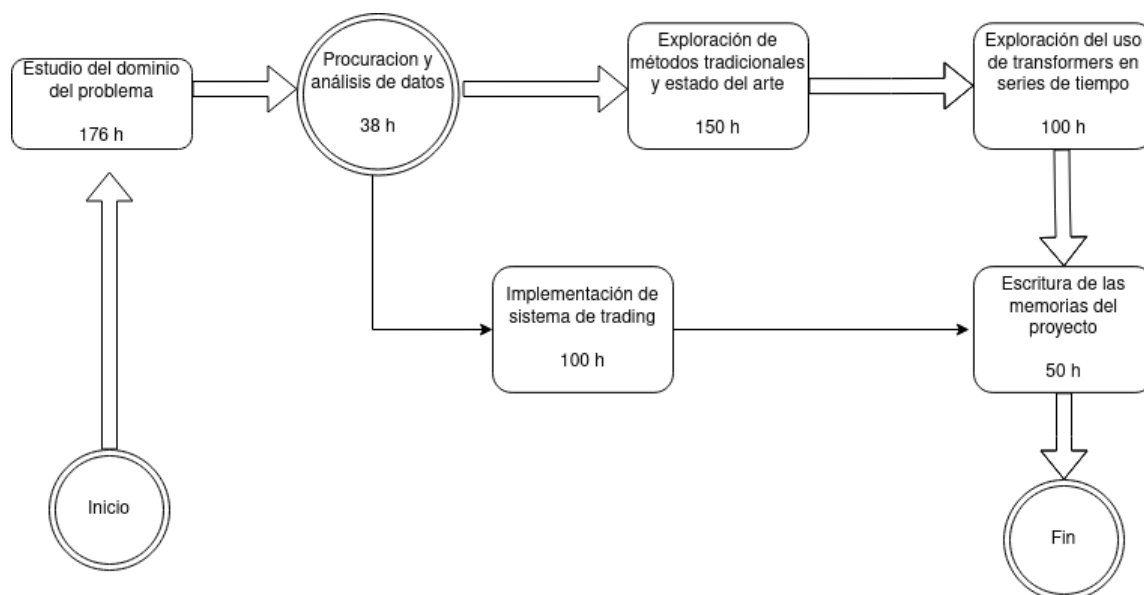 Estudio del dominio
del problema
176 h
Procuracion y
análisis de datos
38 h
Exploración de
métodos tradicionales
y estado del arte
150 h
Exploración del uso
de transformers en
series de tiempo
100 h
Implementación de
sistema de trading
100 h
Escritura de las
memorias del
proyecto
50 h
Inicio
Fin